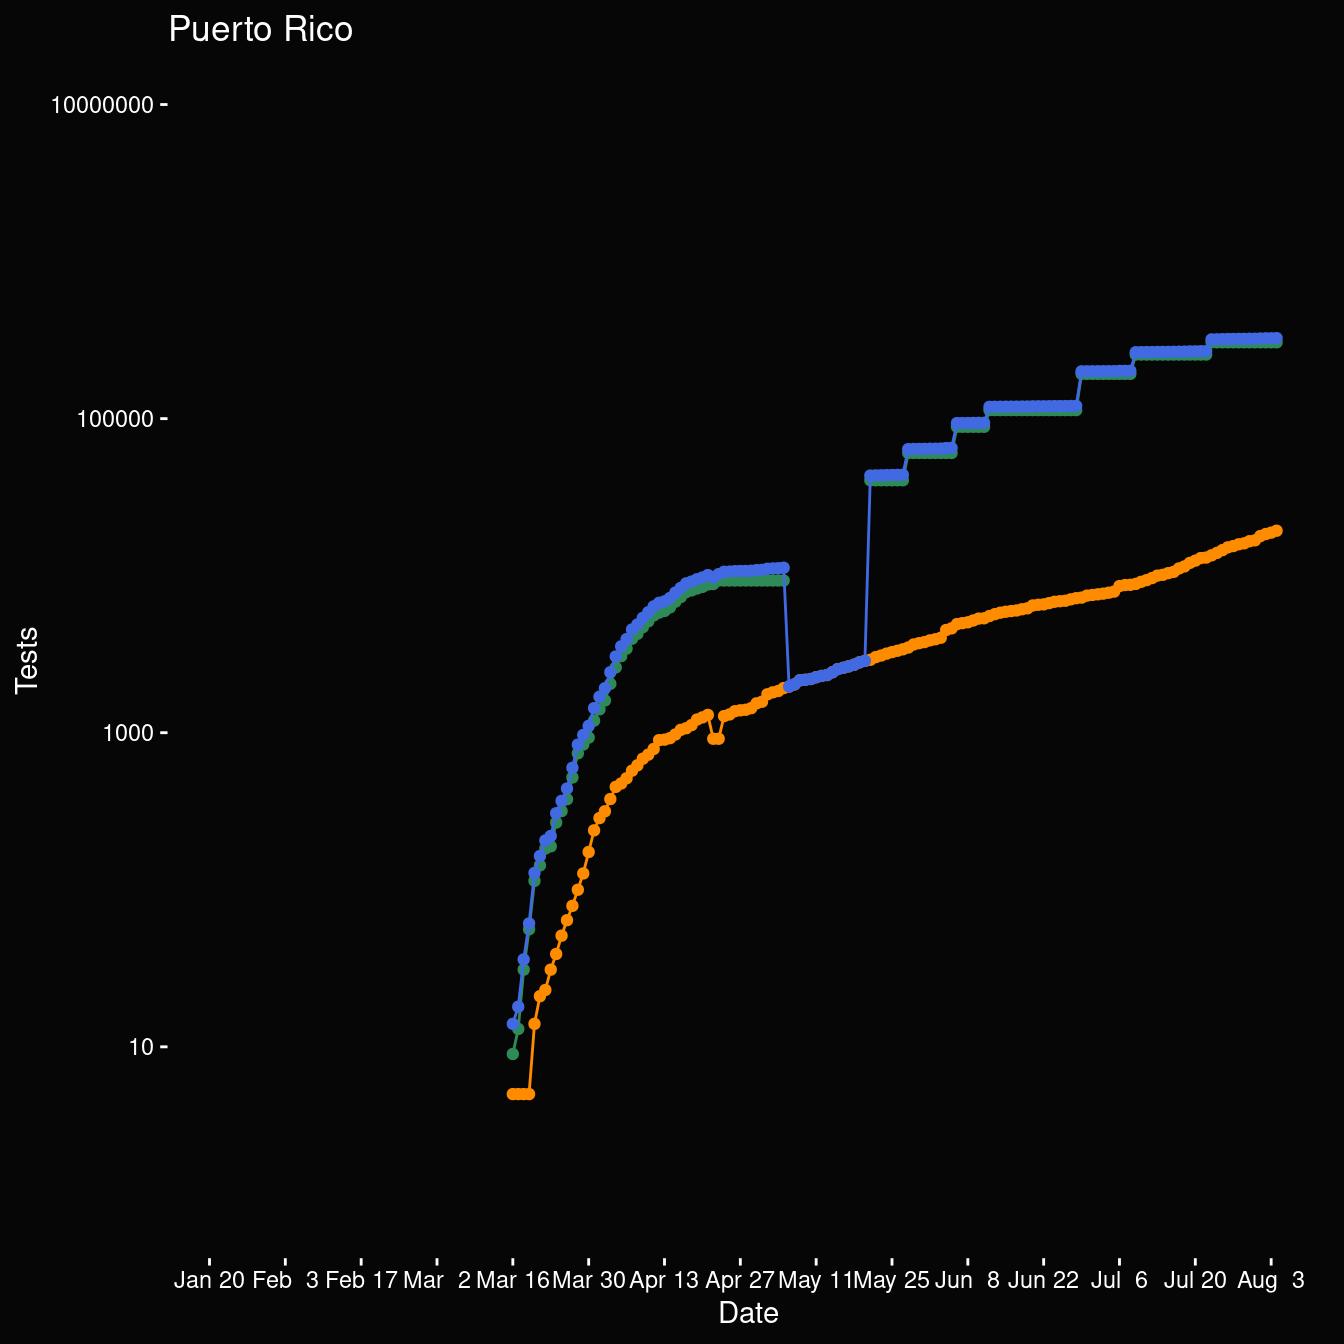 Puerto Rico
10000000
100000
1000
10
Tests
Jan 20 Feb 3 Feb 17 Mar 2 Mar 16 Mar 30 Apr 13 Apr 27 May 11 May 25 Jun 8 Jun 22 Jul 6 Jul 20 Aug 3
Date